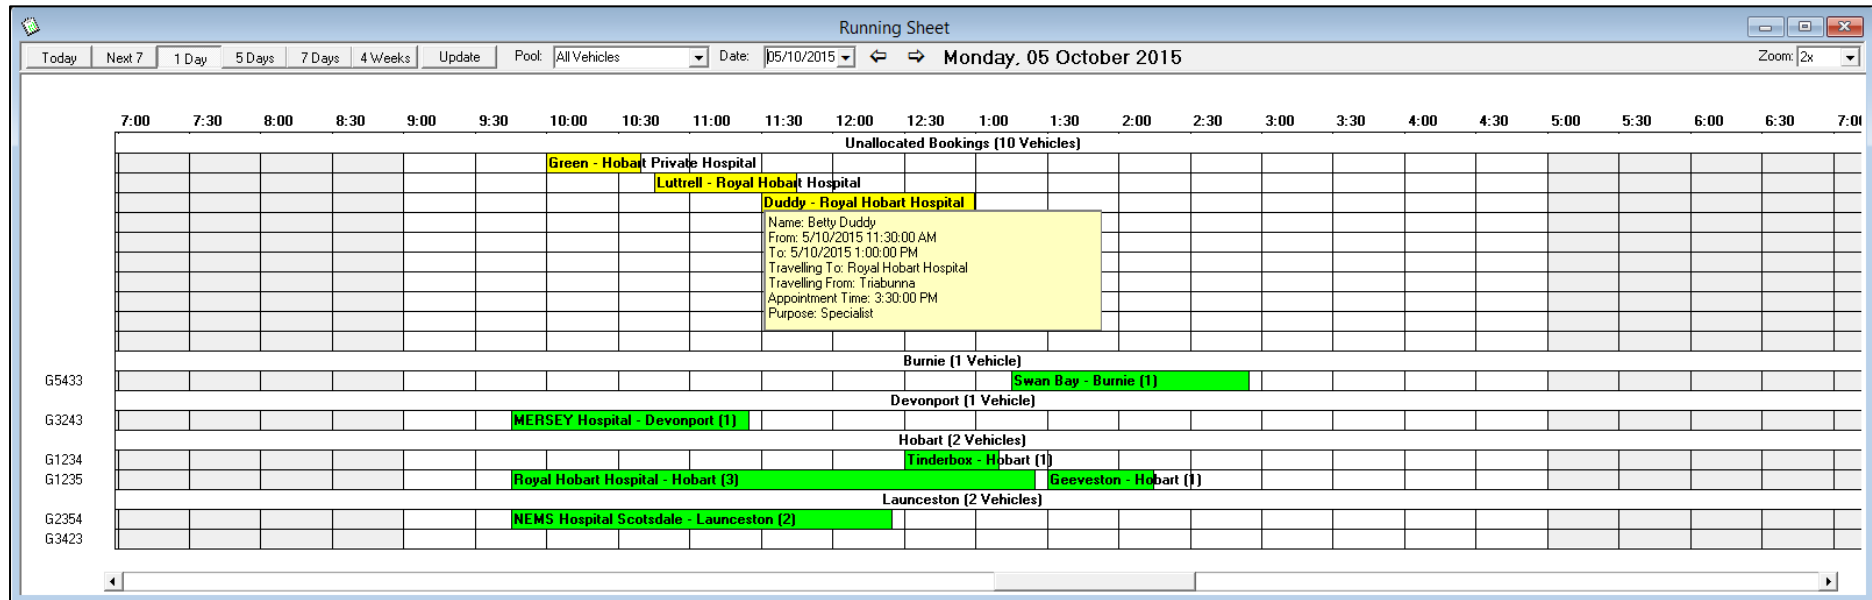 Running Sheet
Today Next 7 1 Day 5 Days 7 Days 4 Weeks Update Pool: All Vehicles Date: 05/10/2015 Monday, 05 October 2015 Zoom: 2x
7:00 7:30 8:00 8:30 9:00 9:30 10:00 10:30 11:00 11:30 12:00 12:30 1:00 1:30 2:00 2:30 3:00 3:30 4:00 4:30 5:00 5:30 6:00 6:30 7:0
Unallocated Bookings (10 Vehicles)
Green - Hobart Private Hospital
Luttrell - Royal Hobart Hospital
Duddy - Royal Hobart Hospital
Name: Betty Duddy
From: 5/10/2015 11:30:00 AM
To: 5/10/2015 1:00:00 PM
Travelling To: Royal Hobart Hospital
Travelling From: Triabunna
Appointment Time: 3:30:00 PM
Purpose: Specialist
Burnie (1 Vehicle)
G5433 Swan Bay - Burnie (1)
Devonport (1 Vehicle)
G3243 MERSEY Hospital - Devonport (1)
Hobart (2 Vehicles)
G1234 Tinderbox - Hobart (1)
G1235 Royal Hobart Hospital - Hobart (3) Geeveston - Hobart (1)
Launceston (2 Vehicles)
G2354 NEMS Hospital Scotsdale - Launceston (2)
G3423